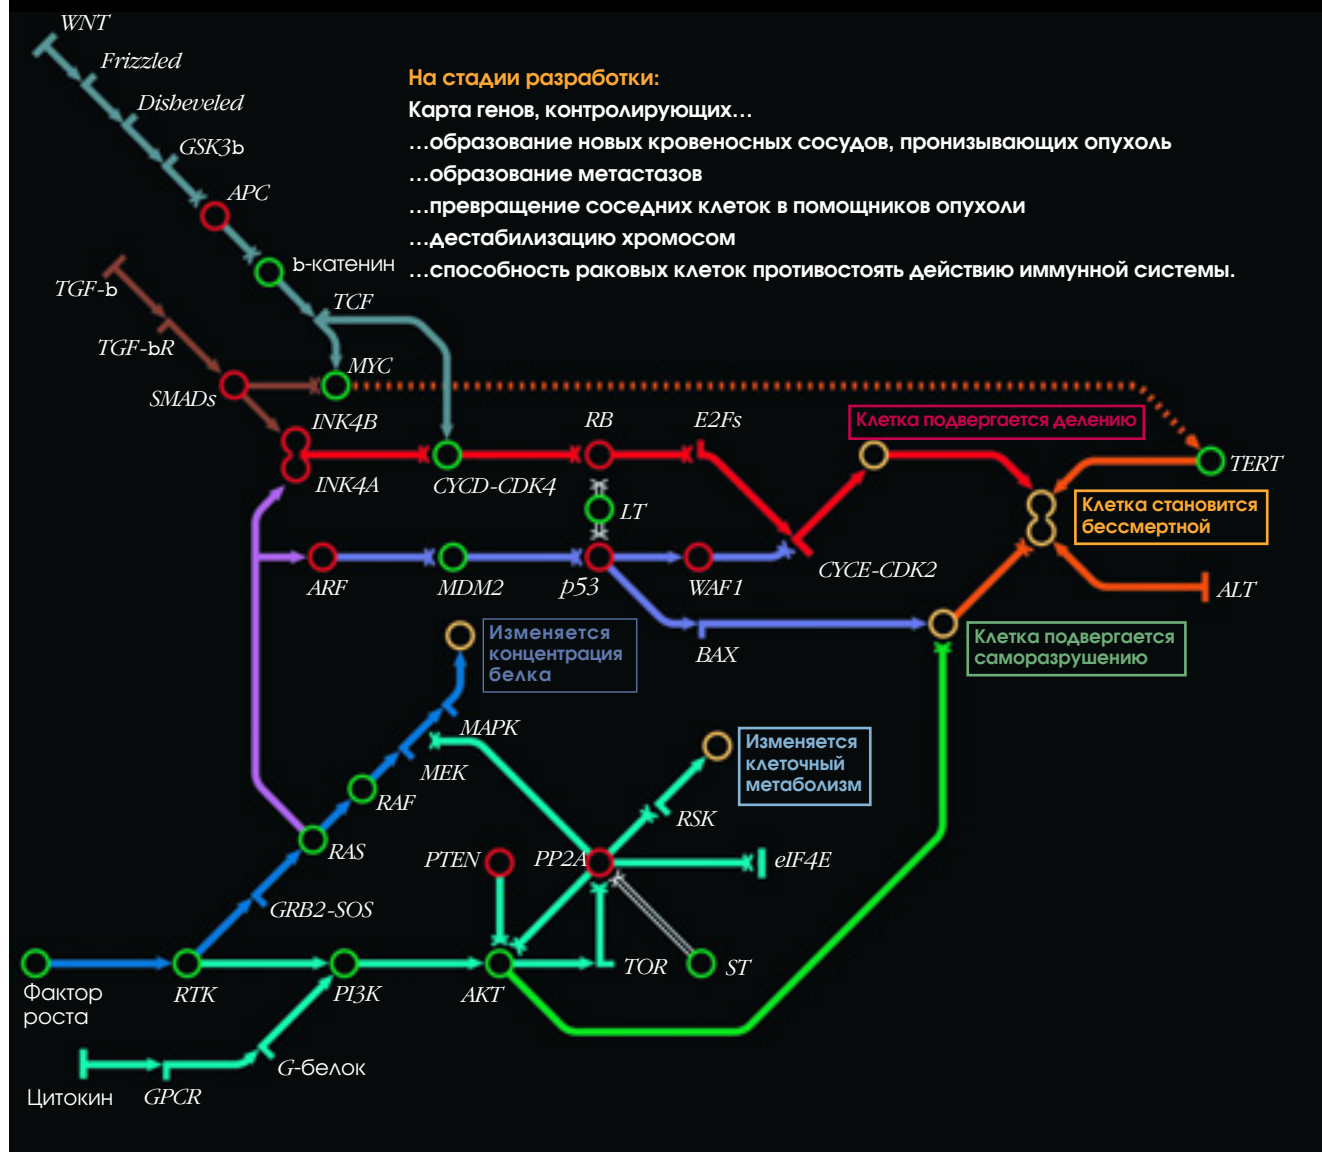 WNT
Frizzled
Disheveled
GSK3b
APC
b-катенин
TCF
На стадии разработки:
Карта генов, контролирующих...
...образование новых кровеносных сосудов, пронизывающих опухоль
...образование метастазов
...превращение соседних клеток в помощников опухоли
...дестабилизацию хромосом
...способность раковых клеток противостоять действию иммунной системы.
TGF-b
TGF-bR
SMADs
MYC
INK4B
INK4A
RB
E2Fs
Клетка подвергается делению
TERT
CYCD-CDK4
LT
Клетка становится
бессмертной
ARF
MDM2
p53
WAF1
CYCE-CDK2
ALT
Изменяется
концентрация
белка
BAX
Клетка подвергается
саморазрушению
MAPK
MEK
RAF
RAS
Изменяется
клеточный
метаболизм
RSK
PTEN
PP2A
eIF4E
GRB2-SOS
Фактор
роста
RTK
PI3K
AKT
TOR
ST
G-белок
Цитокин
GPCR